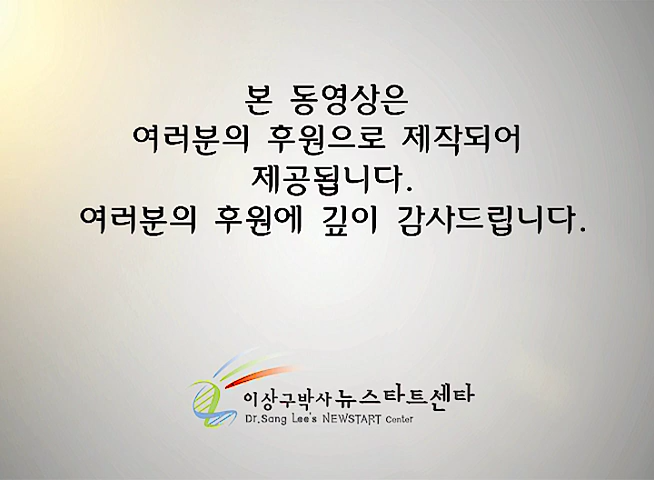 본 동영상은
여러분의 후원으로 제작되어
제공됩니다.
여러분의 후원에 깊이 감사드립니다.
이상구박사 뉴스타트센타
Dr.Sang Lee's NEWSTART Center